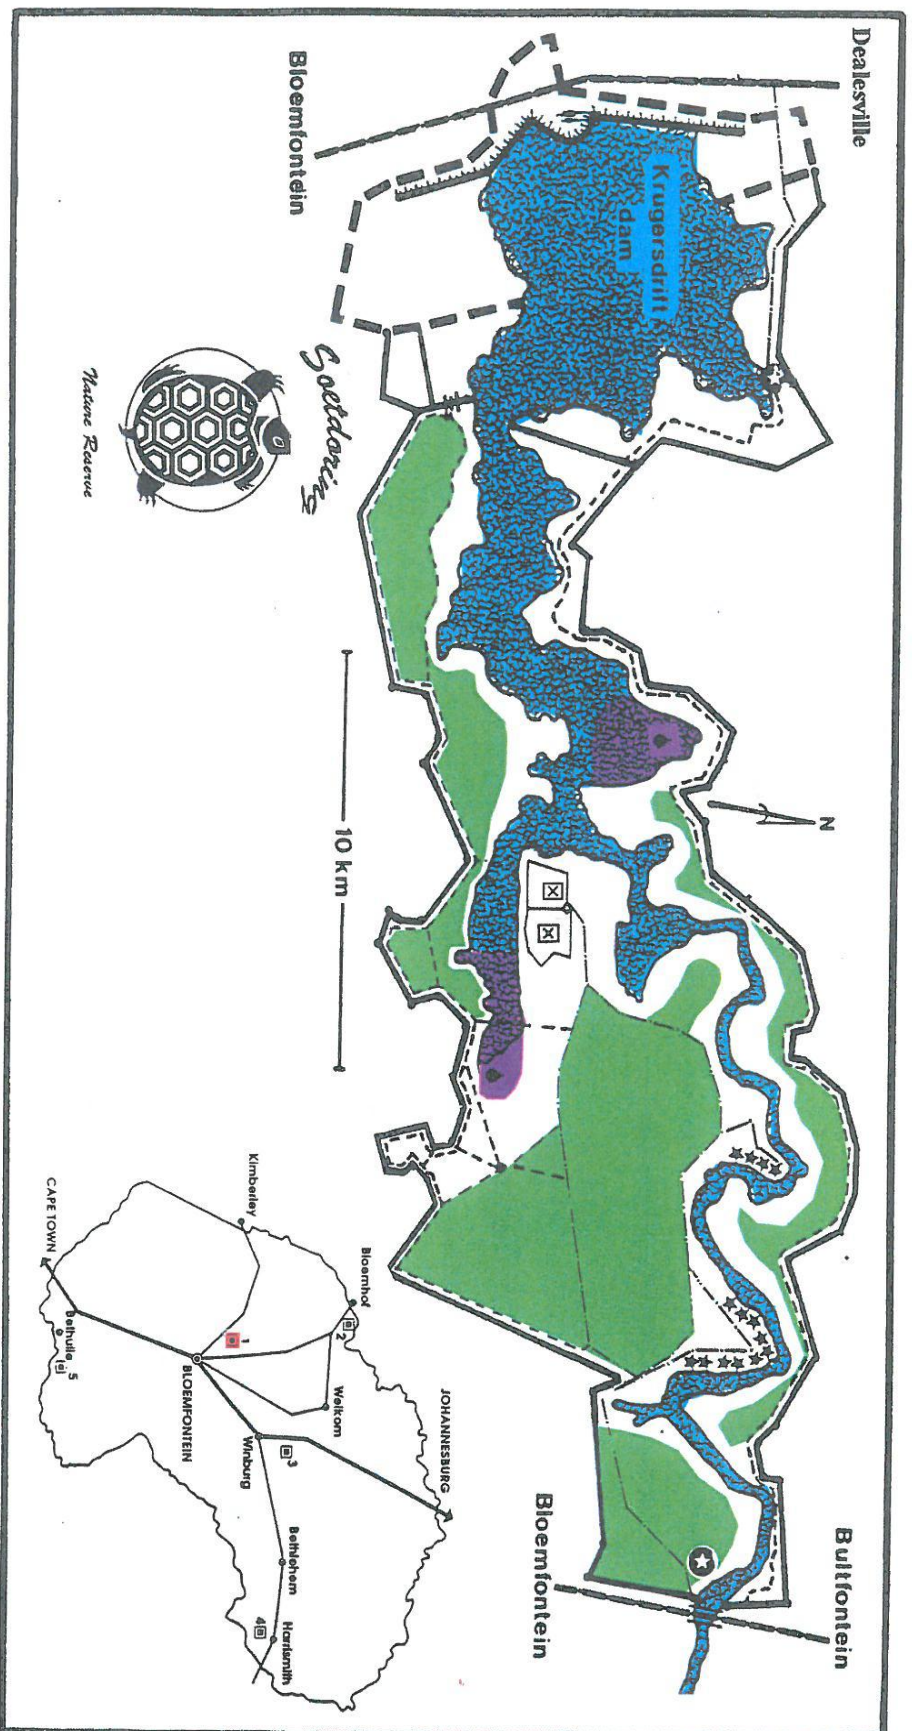 Dealesville
Bloemfontein
Krugersdrift
dam
Soetdoring
Nature Reserve
N
10 km
Bultfontein
Bloemfontein
Kimberley
CAPE TOWN
Bloemhof
2
1
Bethulie
5
BLOEMFONTEIN
Welkom
JOHANNESBURG
Winburg
3
Bethlehem
4
Harrismith